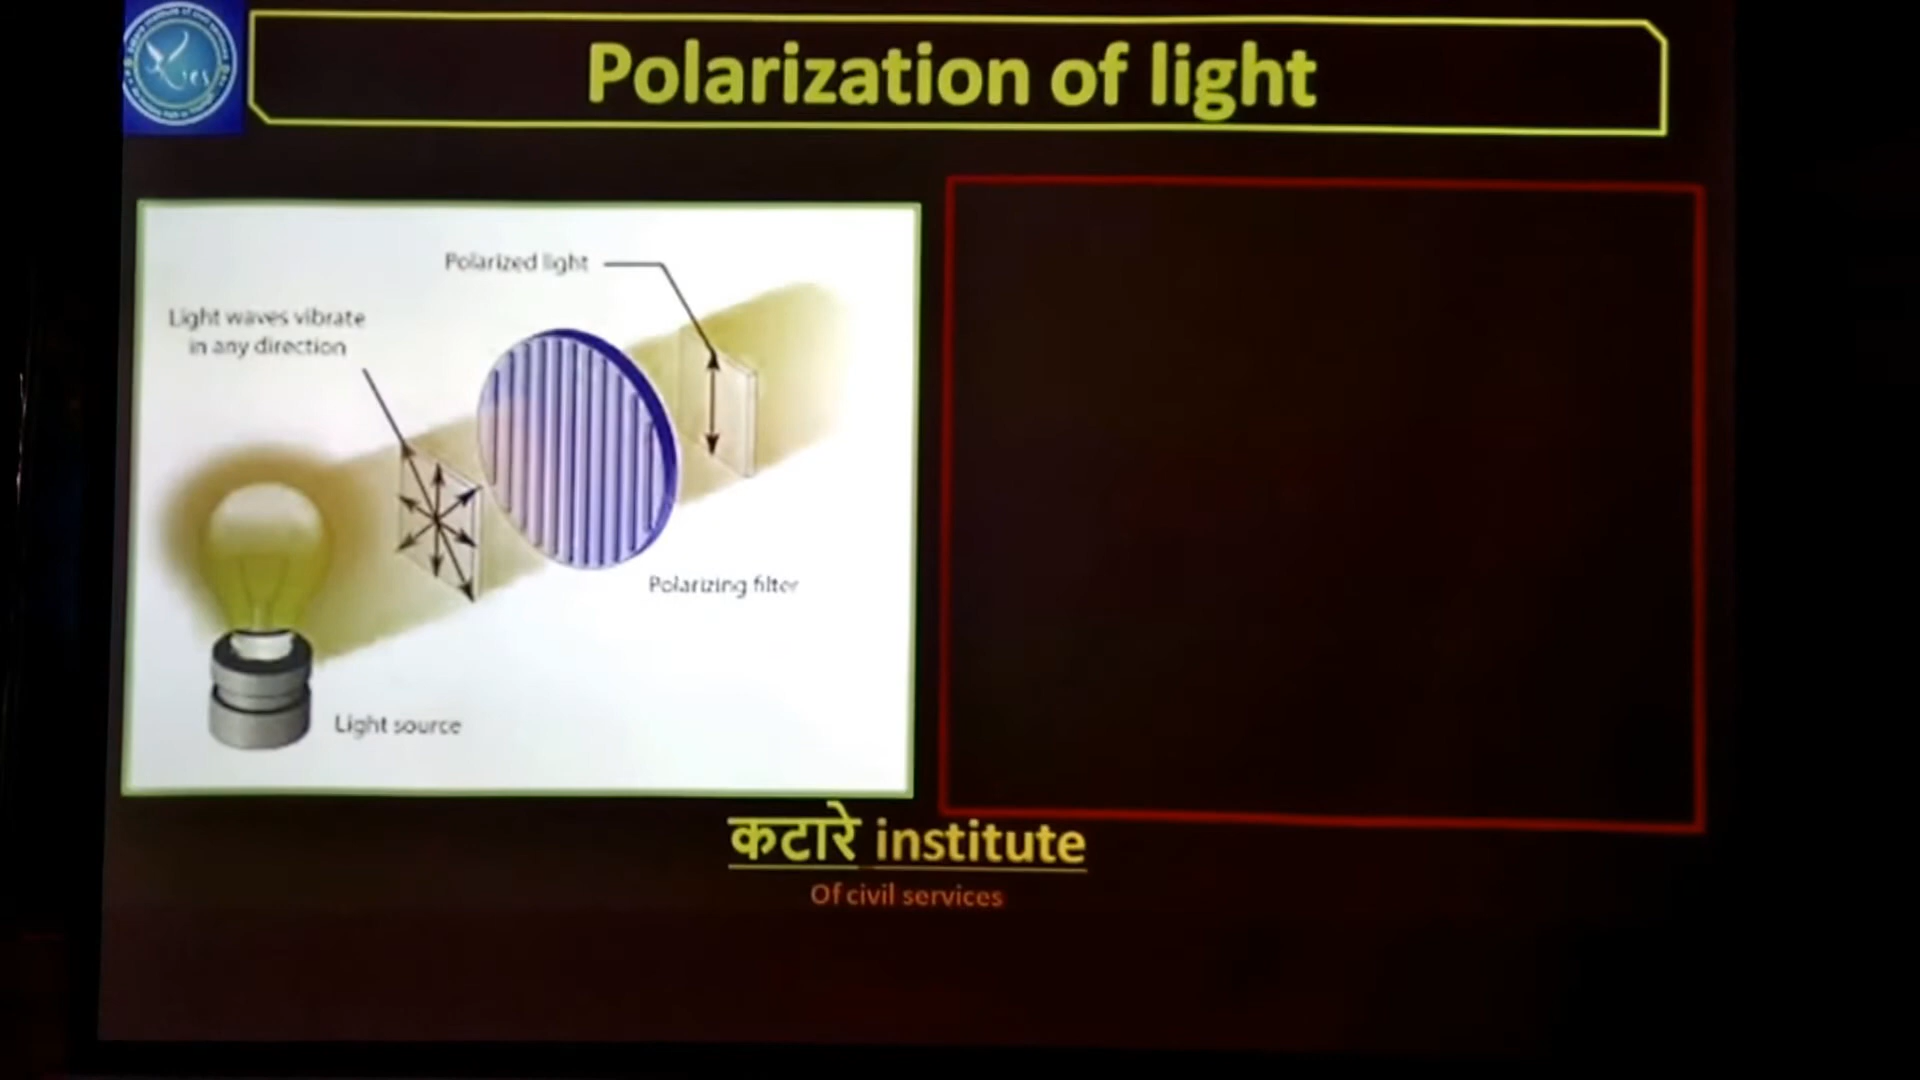 Polarization of light
Polarized light
Light waves vibrate
in any direction
Polarizing filter
Light source
कटारे institute
Of civil services